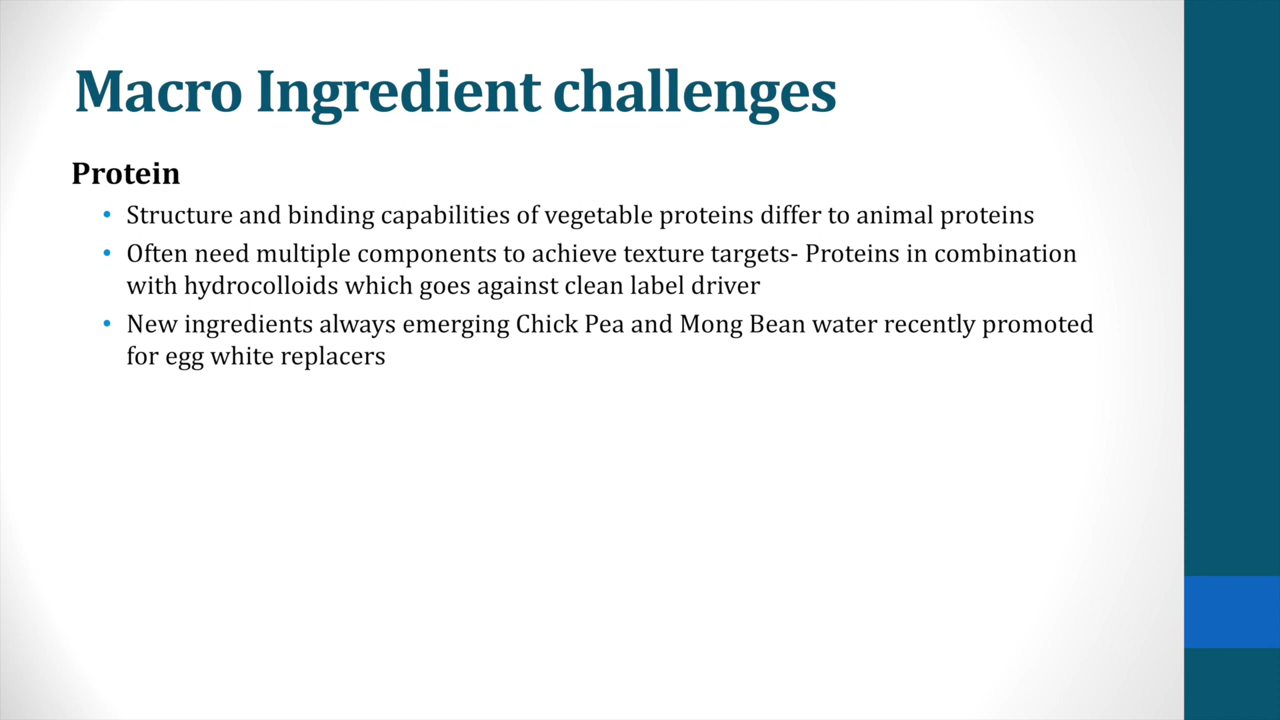 Macro Ingredient challenges
Protein
• Structure and binding capabilities of vegetable proteins differ to animal proteins
• Often need multiple components to achieve texture targets- Proteins in combination
with hydrocolloids which goes against clean label driver
• New ingredients always emerging Chick Pea and Mong Bean water recently promoted
for egg white replacers